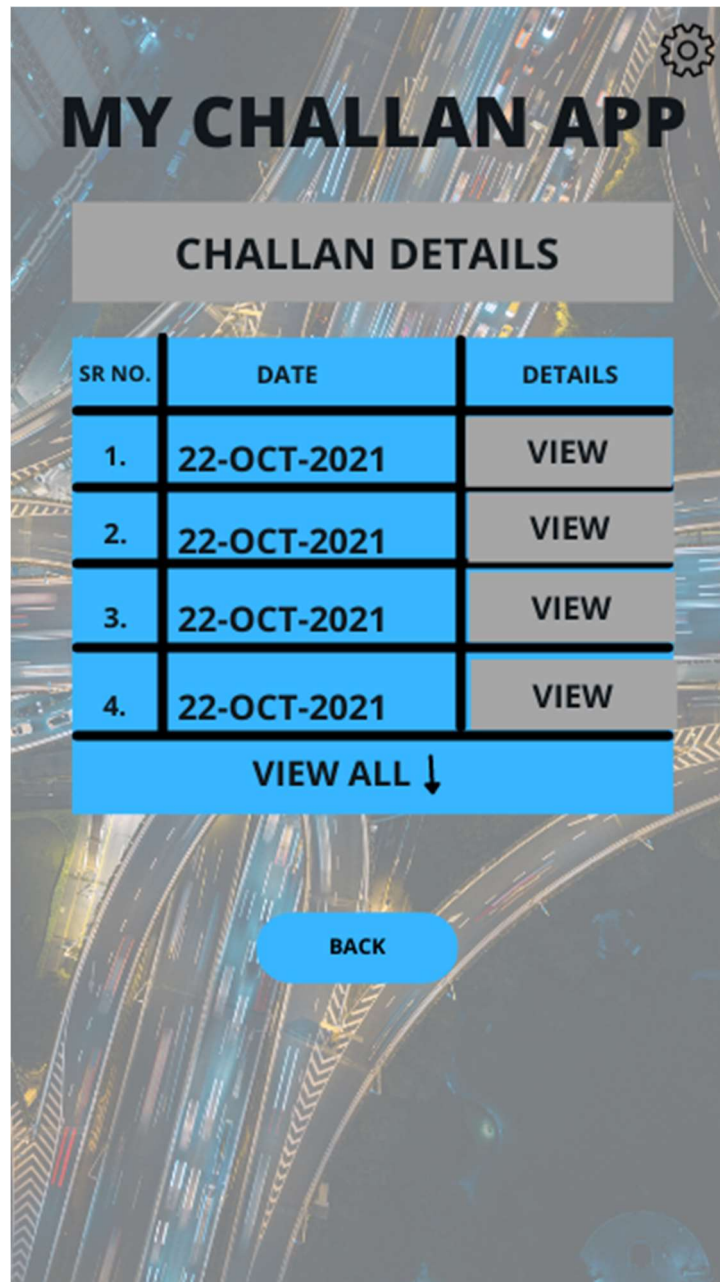 MY CHALLAN APP
CHALLAN DETAILS
SR NO. DATE DETAILS
1. 22-OCT-2021 VIEW
2. 22-OCT-2021 VIEW
3. 22-OCT-2021 VIEW
4. 22-OCT-2021 VIEW
VIEW ALL
BACK